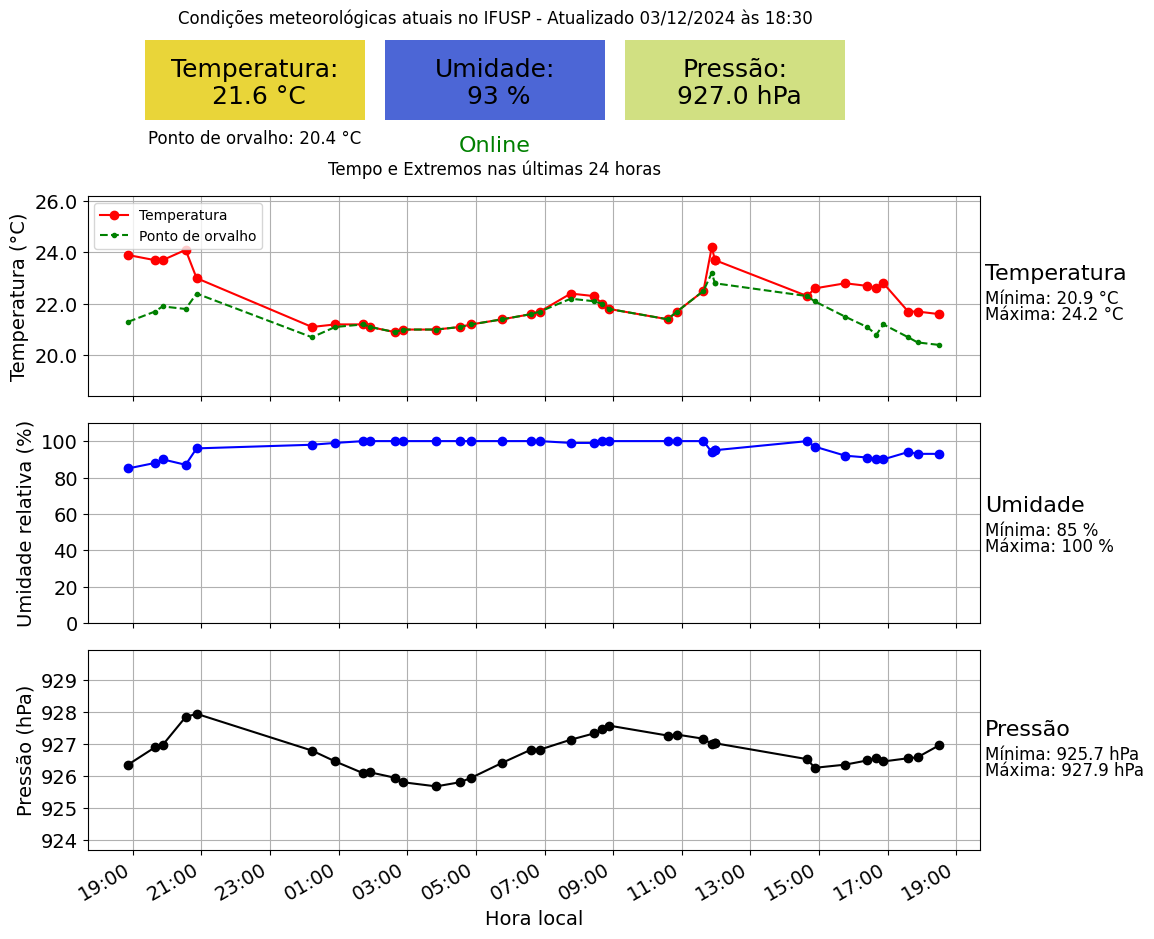 Condições meteorológicas atuais no IFUSP - Atualizado 03/12/2024 às 18:30
Temperatura:
21.6 °C
Umidade:
93 %
Pressão:
927.0 hPa
Ponto de orvalho: 20.4 °C
Online
Tempo e Extremos nas últimas 24 horas
Temperatura (°C)
26.0
24.0
22.0
20.0
Temperatura
Ponto de orvalho
Temperatura
Mínima: 20.9 °C
Máxima: 24.2 °C
Umidade relativa (%)
100
80
60
40
20
0
Umidade
Mínima: 85 %
Máxima: 100 %
Pressão (hPa)
929
928
927
926
925
924
Pressão
Mínima: 925.7 hPa
Máxima: 927.9 hPa
19:00 21:00 23:00 01:00 03:00 05:00 07:00 09:00 11:00 13:00 15:00 17:00 19:00
Hora local